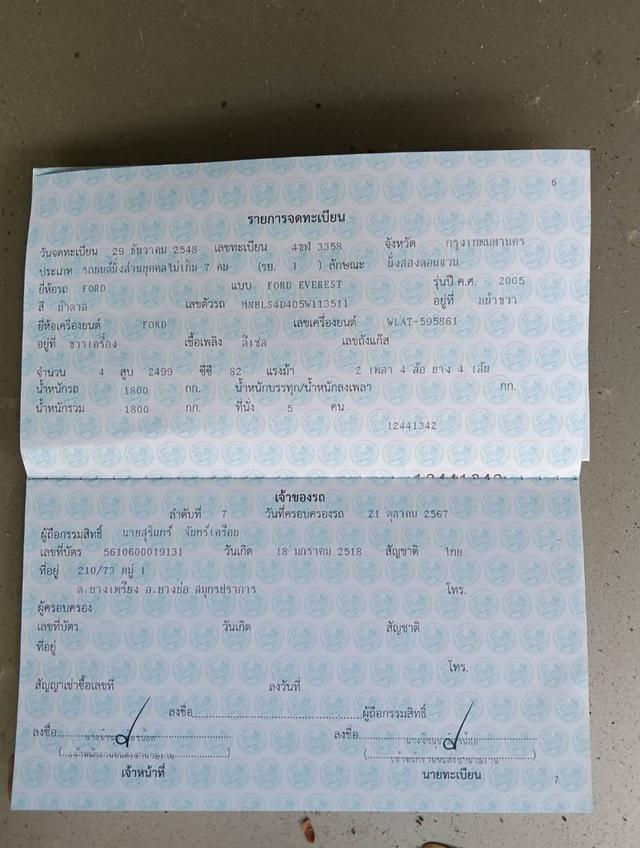 6
รายการจดทะเบียน
วันจดทะเบียน 29 ธันวาคม 2548 เลขทะเบียน 3358 จังหวัด กรุงเทพมหานคร
ประเภท รถยนต์นั่งส่วนบุคคลไม่เกิน 7 คน (รย. 1 ) ลักษณะ นั่งสองตอนแวน
ยี่ห้อรถ FORD แบบ FORD EVEREST รุ่นปี ค.ศ. 2005
สี น้ำตาล เลขตัวรถ MNBLS4D405W113511 อยู่ที่ หน้าขวา
ยี่ห้อเครื่องยนต์ FORD เลขเครื่องยนต์ WLAT-595861
อยู่ที่ ขวาเครื่อง เชื้อเพลิง ดีเซล เลขถังแก๊ส
จำนวน 4 สูบ 2499 ซีซี 82 แรงม้า 2 เพลา 4 ล้อ ยาง 4 เส้น
น้ำหนักรถ 1800 กก. น้ำหนักบรรทุก/น้ำหนักลงเพลา กก.
น้ำหนักรวม 1800 กก. ที่นั่ง 5 คน
12441342
12441342
เจ้าของรถ
ลำดับที่ 7 วันที่ครอบครองรถ 21 ตุลาคม 2567
ผู้ถือกรรมสิทธิ์ นายสุรินทร์ จันทร์เครือบ
เลขที่บัตร 5610600019131 วันเกิด 18 มกราคม 2518 สัญชาติ ไทย
ที่อยู่ 210/73 หมู่ 1
ต.บางเพรียง อ.บางบ่อ สมุทรปราการ โทร.
ผู้ครอบครอง
เลขที่บัตร วันเกิด สัญชาติ
ที่อยู่
โทร.
สัญญาเช่าซื้อเลขที่ ลงวันที่
ลงชื่อ ผู้ถือกรรมสิทธิ์
ลงชื่อ ลงชื่อ
เจ้าหน้าที่ นายทะเบียน
7